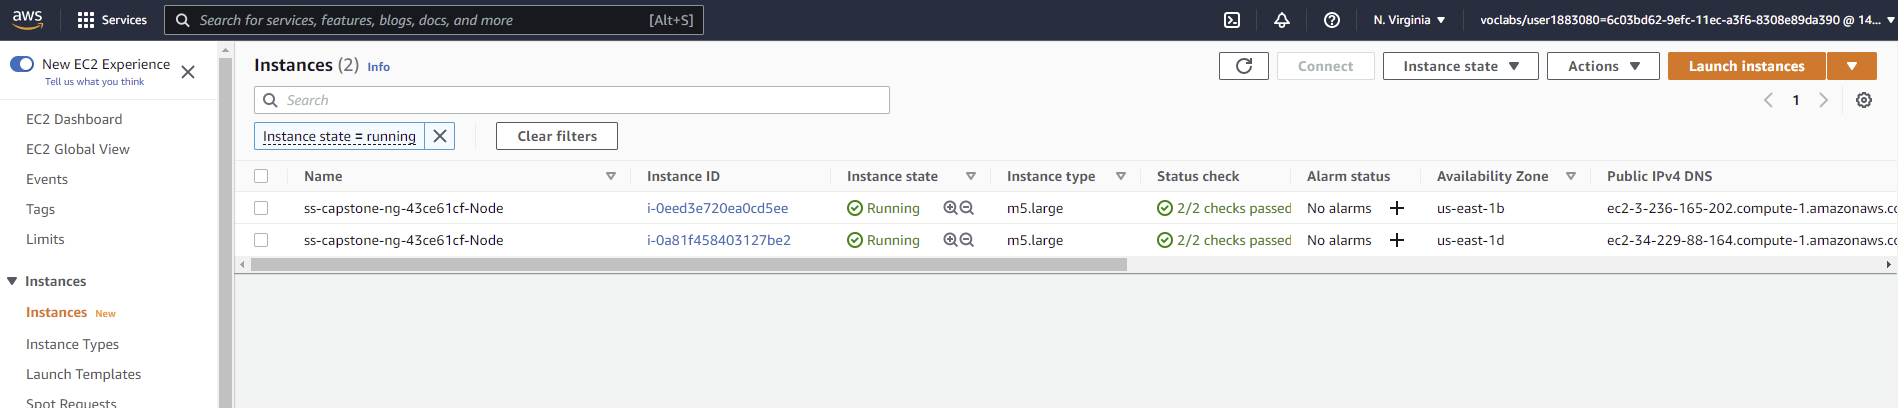 aws Services Search for services, features, blogs, docs, and more [Alt+S] N. Virginia voclabs/user1883080=6c03bd62-9efc-11ec-a3f6-8308e89da390 @ 14...
New EC2 Experience
Tell us what you think
EC2 Dashboard
EC2 Global View
Events
Tags
Limits
Instances
Instances New
Instance Types
Launch Templates
Spot Requests
Instances (2) Info
Connect Instance state Actions Launch instances
Search
1
Instance state = running Clear filters
Name Instance ID Instance state Instance type Status check Alarm status Availability Zone Public IPv4 DNS
ss-capstone-ng-43ce61cf-Node i-0eed3e720ea0cd5ee Running m5.large 2/2 checks passed No alarms us-east-1b ec2-3-236-165-202.compute-1.amazonaws.co
ss-capstone-ng-43ce61cf-Node i-0a81f458403127be2 Running m5.large 2/2 checks passed No alarms us-east-1d ec2-34-229-88-164.compute-1.amazonaws.co